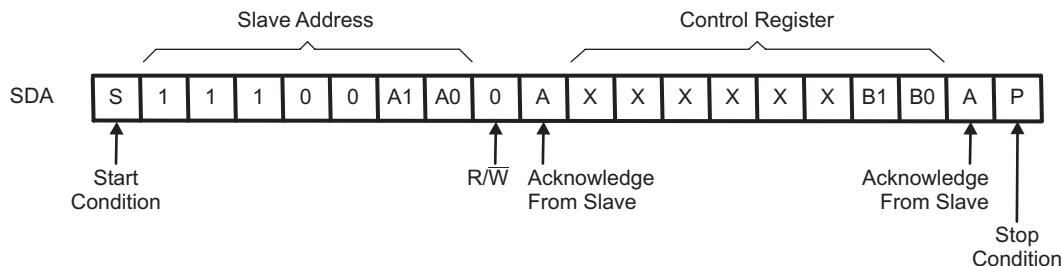 Slave Address
Control Register
SDA
S 1 1 1 0 0 A1 A0 0 A X X X X X X B1 B0 A P
Start
Condition
R/W̅
Acknowledge
From Slave
Acknowledge
From Slave
Stop
Condition